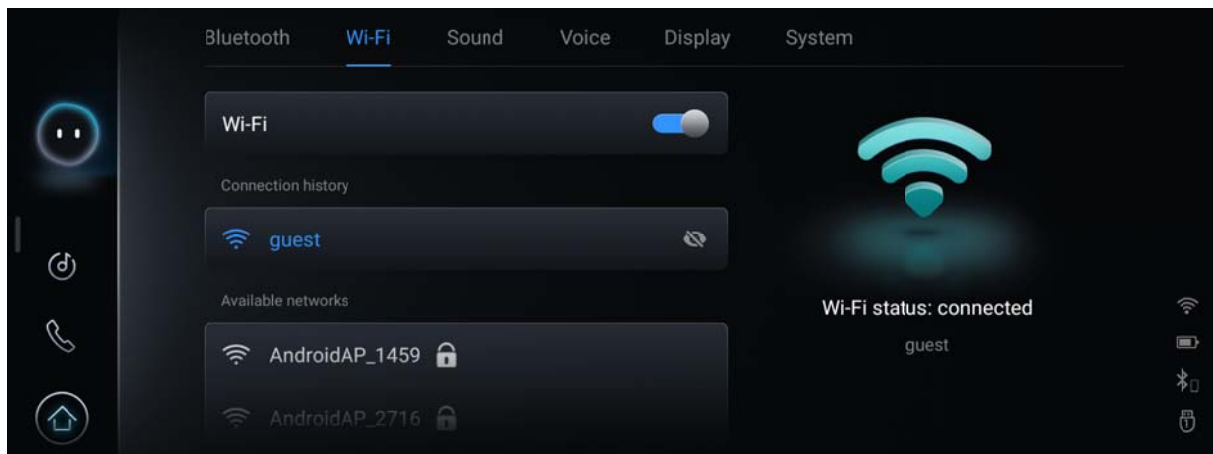 Bluetooth Wi-Fi Sound Voice Display System
Wi-Fi
Connection history
guest
Available networks
AndroidAP_1459
AndroidAP_2716
Wi-Fi status: connected
guest
1